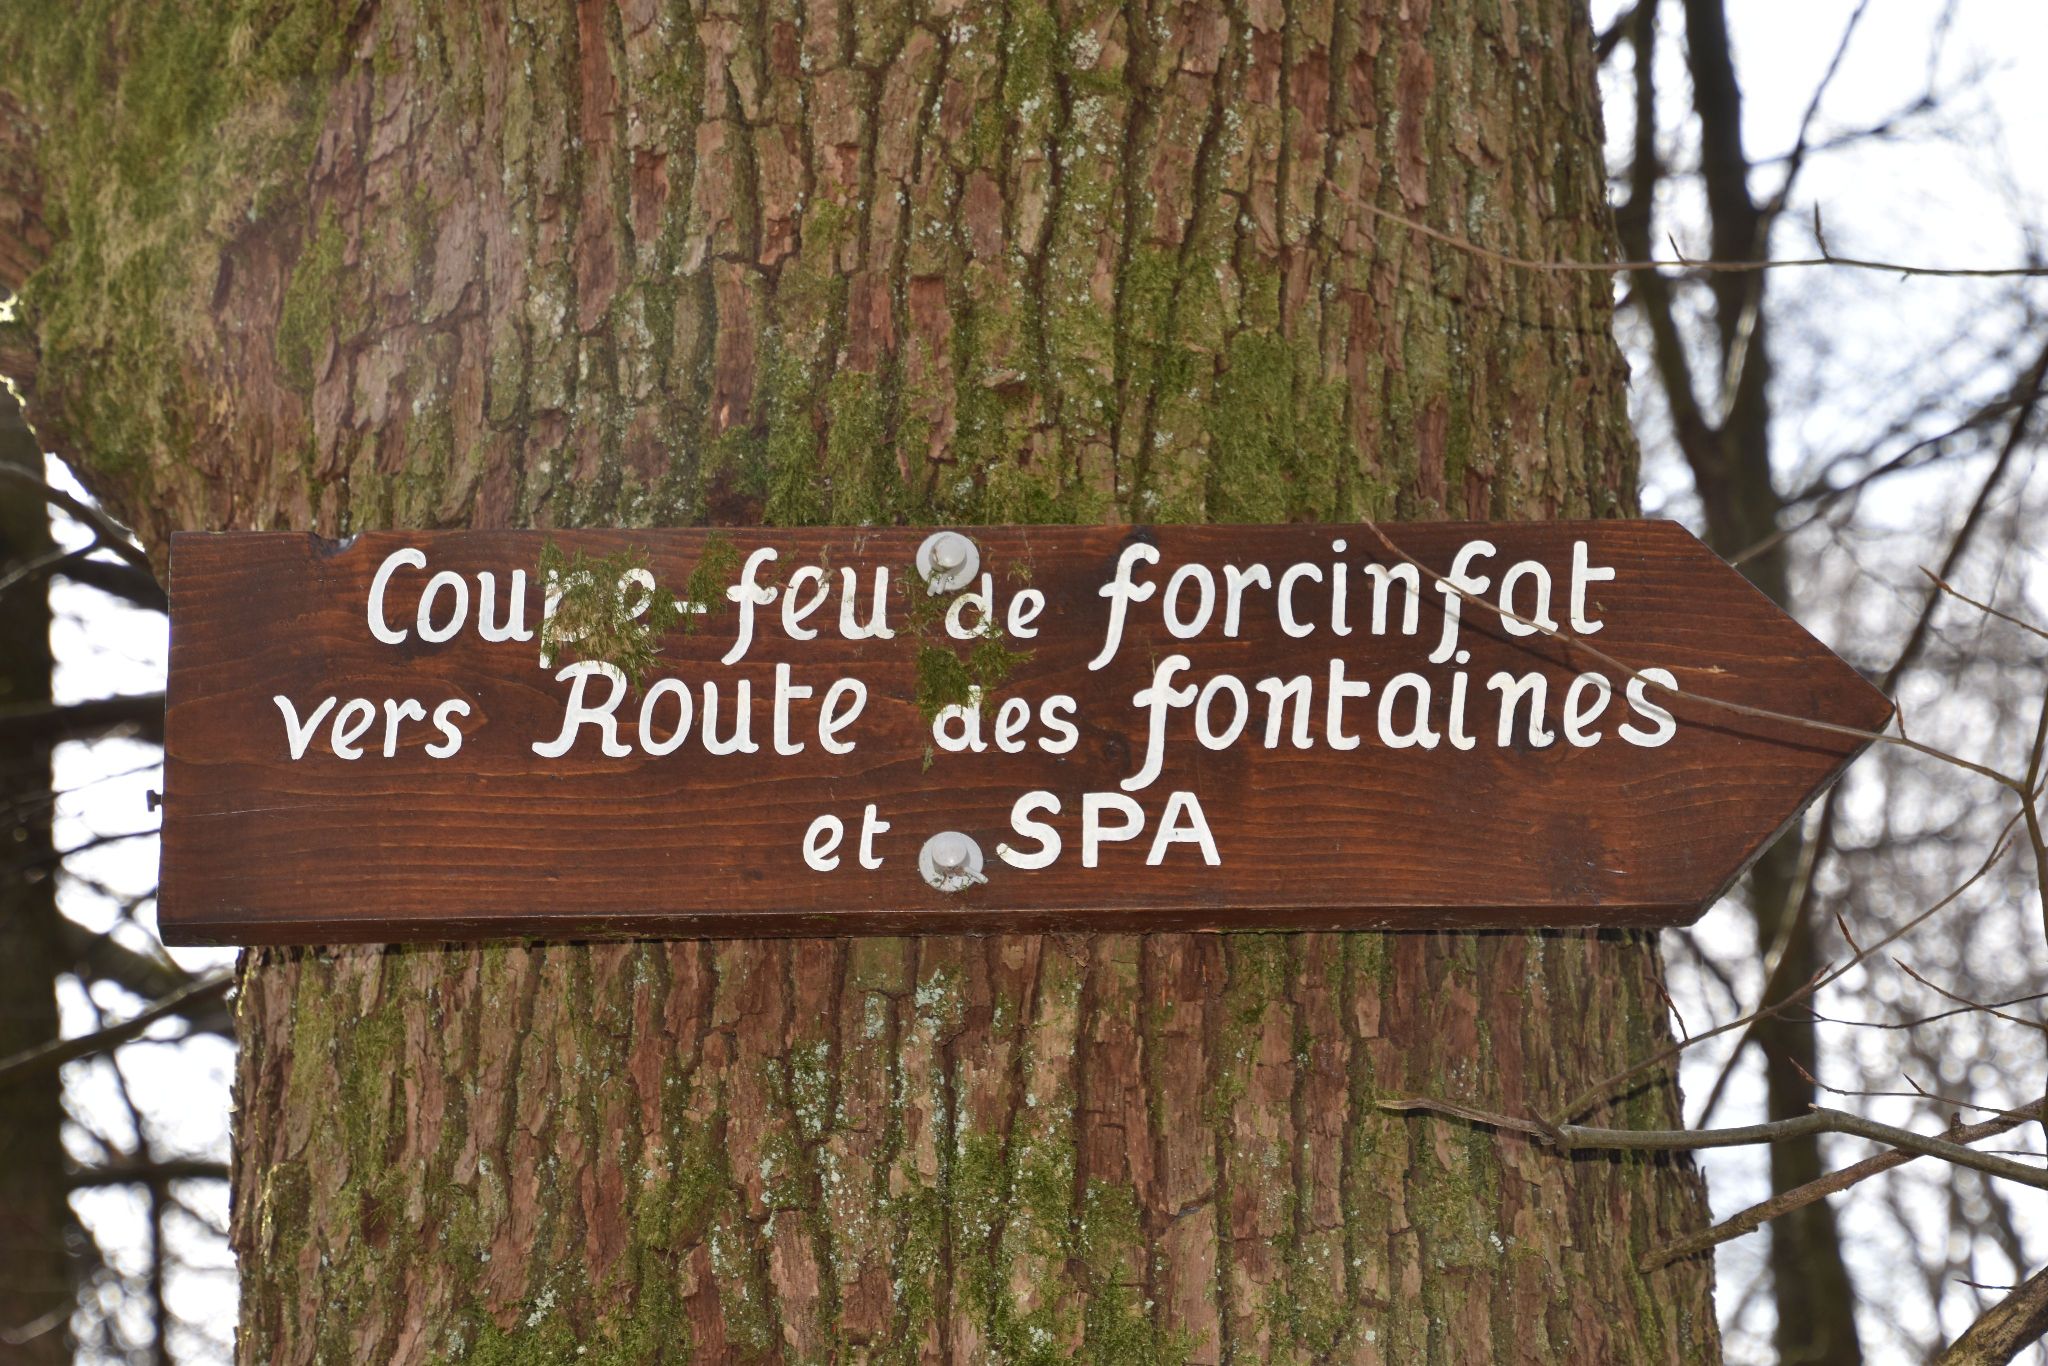 Coupe-feu de forcinfat
vers Route des fontaines
et SPA